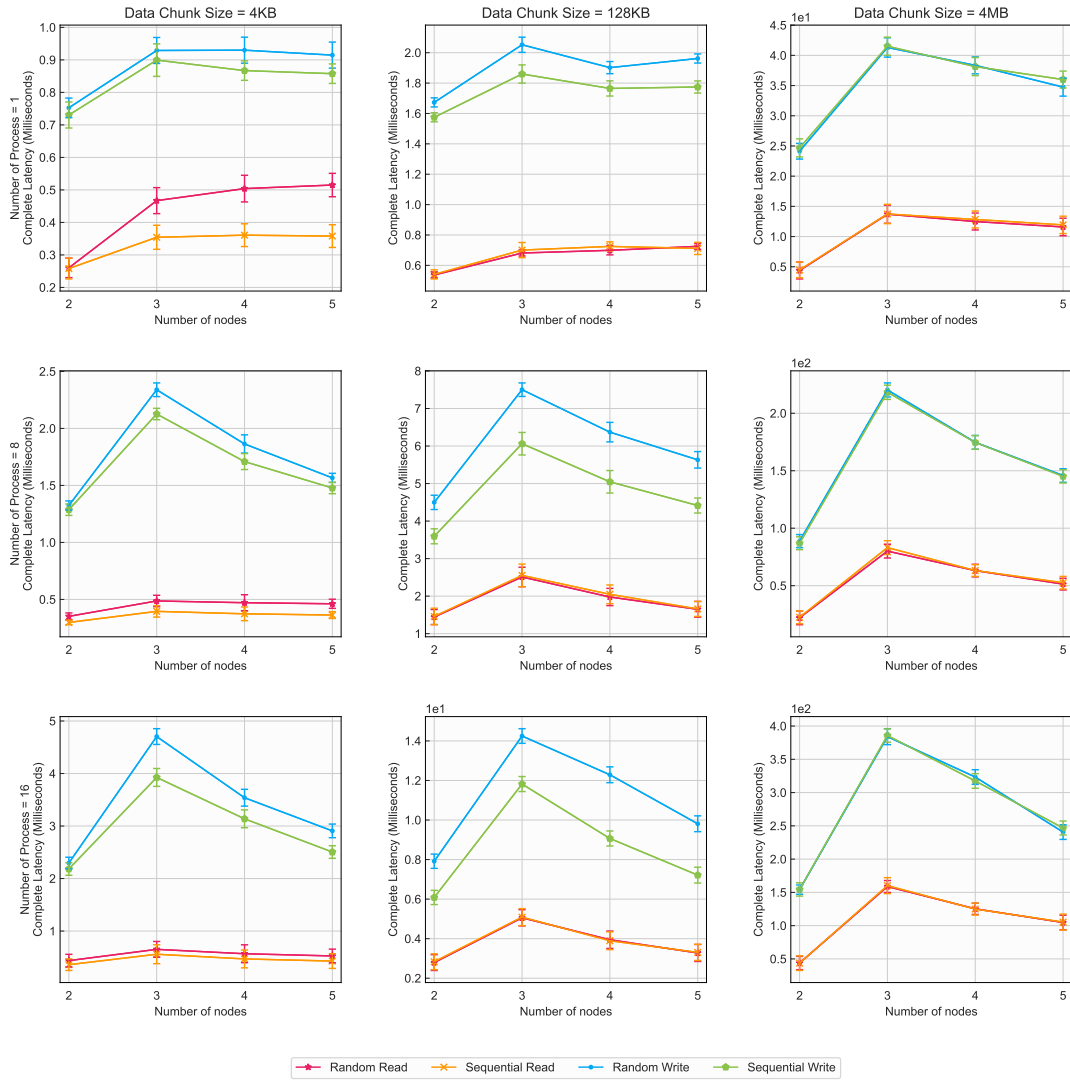 Data Chunk Size = 4KB
Data Chunk Size = 128KB
Data Chunk Size = 4MB
Number of Process = 1
Complete Latency (Milliseconds)
1.0
0.9
0.8
0.7
0.6
0.5
0.4
0.3
0.2
2 3 4 5
Number of nodes
Complete Latency (Milliseconds)
2.0
1.8
1.6
1.4
1.2
1.0
0.8
0.6
2 3 4 5
Number of nodes
1e1
Complete Latency (Milliseconds)
4.5
4.0
3.5
3.0
2.5
2.0
1.5
1.0
0.5
2 3 4 5
Number of nodes
Number of Process = 8
Complete Latency (Milliseconds)
2.5
2.0
1.5
1.0
0.5
2 3 4 5
Number of nodes
Complete Latency (Milliseconds)
8
7
6
5
4
3
2
1
2 3 4 5
Number of nodes
1e2
Complete Latency (Milliseconds)
2.0
1.5
1.0
0.5
2 3 4 5
Number of nodes
Number of Process = 16
Complete Latency (Milliseconds)
5
4
3
2
1
2 3 4 5
Number of nodes
1e1
Complete Latency (Milliseconds)
1.4
1.2
1.0
0.8
0.6
0.4
0.2
2 3 4 5
Number of nodes
1e2
Complete Latency (Milliseconds)
4.0
3.5
3.0
2.5
2.0
1.5
1.0
0.5
2 3 4 5
Number of nodes
Random Read Sequential Read Random Write Sequential Write